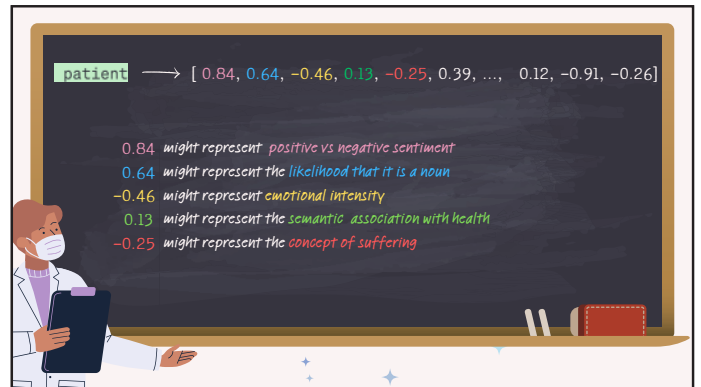 patient → [ 0.84, 0.64, −0.46, 0.13, −0.25, 0.39, ..., 0.12, −0.91, −0.26]
0.84 might represent positive vs negative sentiment
0.64 might represent the likelihood that it is a noun
−0.46 might represent emotional intensity
0.13 might represent the semantic association with health
−0.25 might represent the concept of suffering